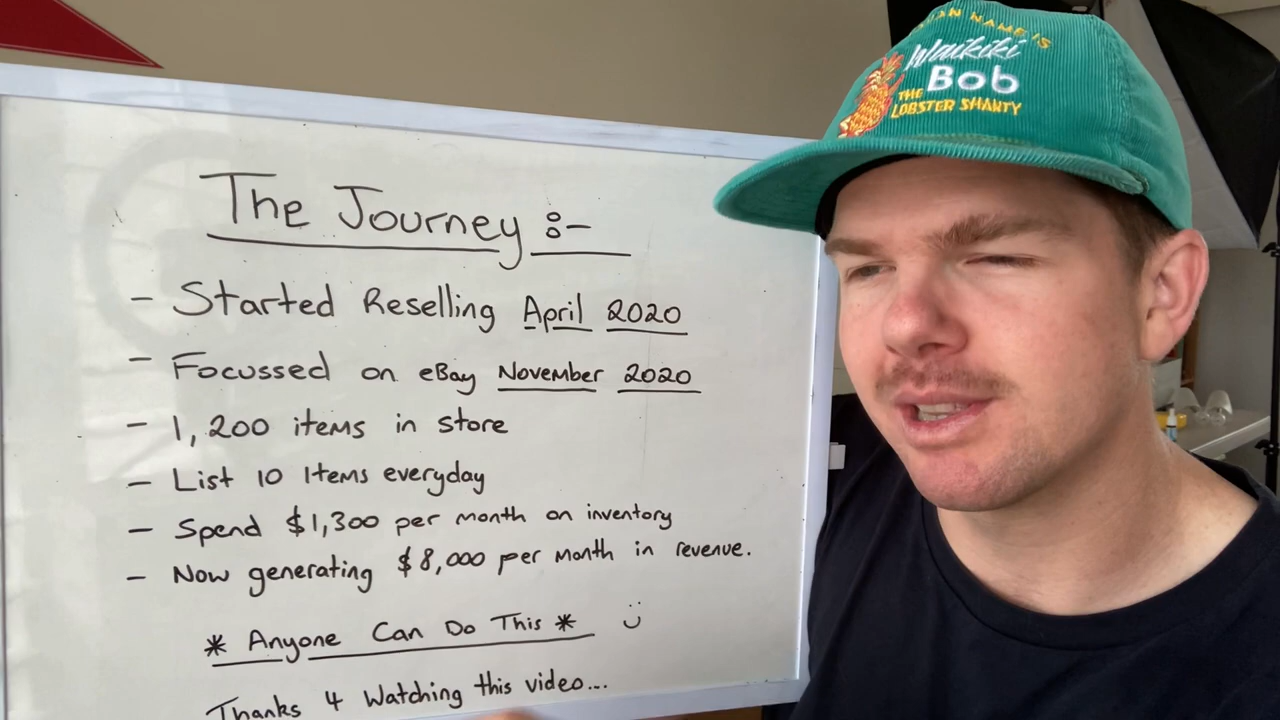 The Journey :-
- Started Reselling April 2020
- Focussed on eBay November 2020
- 1,200 items in store
- List 10 Items everyday
- Spend $1,300 per month on inventory
- Now generating $8,000 per month in revenue.
* Anyone Can Do This * :)
Thanks 4 Watching this video...
NAME IS
Waikiki
Bob
THE
LOBSTER SHANTY